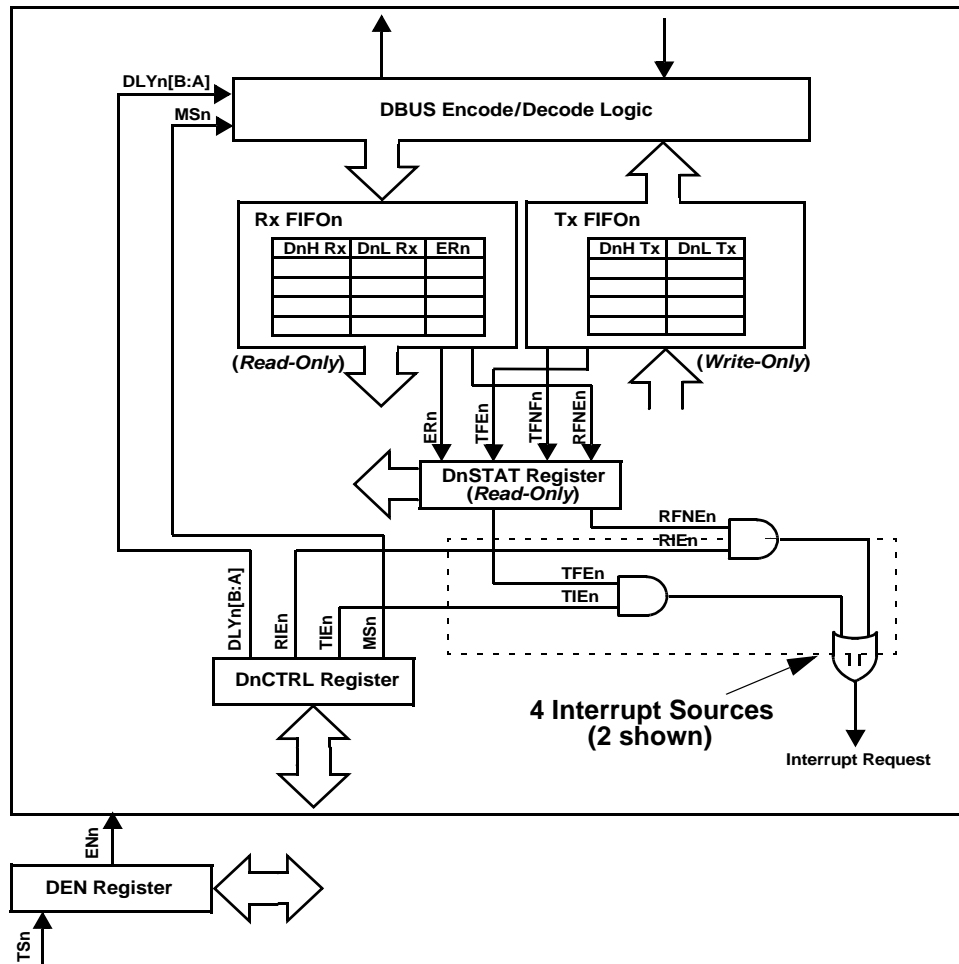 DLYn[B:A]
MSn
DBUS Encode/Decode Logic
Rx FIFOn
DnH Rx DnL Rx ERn
(Read-Only)
Tx FIFOn
DnH Tx DnL Tx
(Write-Only)
ERn
TFEn
TFNFn
RFNEn
DnSTAT Register
(Read-Only)
RFNEn
RIEn
TFEn
TIEn
DLYn[B:A]
RIEn
TIEn
MSn
DnCTRL Register
4 Interrupt Sources
(2 shown)
Interrupt Request
ENn
DEN Register
TSn